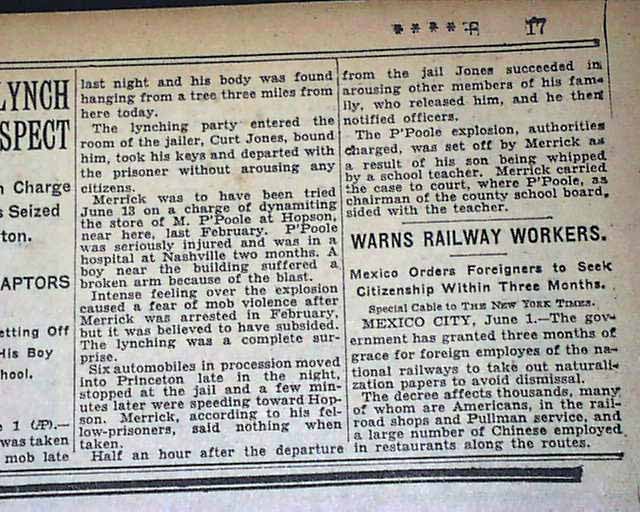 ****E 17
LYNCH
SPECT
Charge
Seized
ton.
APTORS
etting Off
His Boy
hool.
1 (AP).—
was taken
mob late
last night and his body was found
hanging from a tree three miles from
here today.
The lynching party entered the
room of the jailer, Curt Jones, bound
him, took his keys and departed with
the prisoner without arousing any
citizens.
Merrick was to have been tried
June 13 on a charge of dynamiting
the store of M. P'Poole at Hopson,
near here, last February. P'Poole
was seriously injured and was in a
hospital at Nashville two months. A
boy near the building suffered a
broken arm because of the blast.
Intense feeling over the explosion
caused a fear of mob violence after
Merrick was arrested in February,
but it was believed to have subsided.
The lynching was a complete sur-
prise.
Six automobiles in procession moved
into Princeton late in the night,
stopped at the jail and a few min-
utes later were speeding toward Hop-
son. Merrick, according to his fel-
low-prisoners, said nothing when
taken.
Half an hour after the departure
from the jail Jones succeeded in
arousing other members of his fam-
ily, who released him, and he then
notified officers.
The P'Poole explosion, authorities
charged, was set off by Merrick as
a result of his son being whipped
by a school teacher. Merrick carried
the case to court, where P'Poole, as
chairman of the county school board,
sided with the teacher.
WARNS RAILWAY WORKERS.
Mexico Orders Foreigners to Seek
Citizenship Within Three Months.
Special Cable to THE NEW YORK TIMES.
MEXICO CITY, June 1.—The gov-
ernment has granted three months of
grace for foreign employes of the na-
tional railways to take out naturali-
zation papers to avoid dismissal.
The decree affects thousands, many
of whom are Americans, in the rail-
road shops and Pullman service, and
a large number of Chinese employed
in restaurants along the routes.